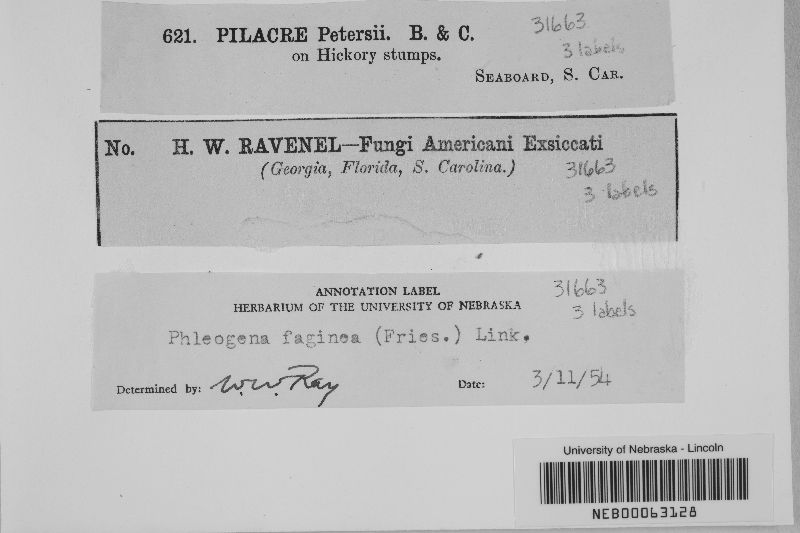 621. PILACRE Petersii. B. & C.
on Hickory stumps.
SEABOARD, S. CAR.
31663
3 labels
No. H. W. RAVENEL—Fungi Americani Exsiccati
(Georgia, Florida, S. Carolina.)
31663
3 labels
ANNOTATION LABEL
HERBARIUM OF THE UNIVERSITY OF NEBRASKA
31663
3 labels
Phleogena faginea (Fries.) Link.
Determined by: W.W. Ray Date: 3/11/54
University of Nebraska - Lincoln
NEB00063128